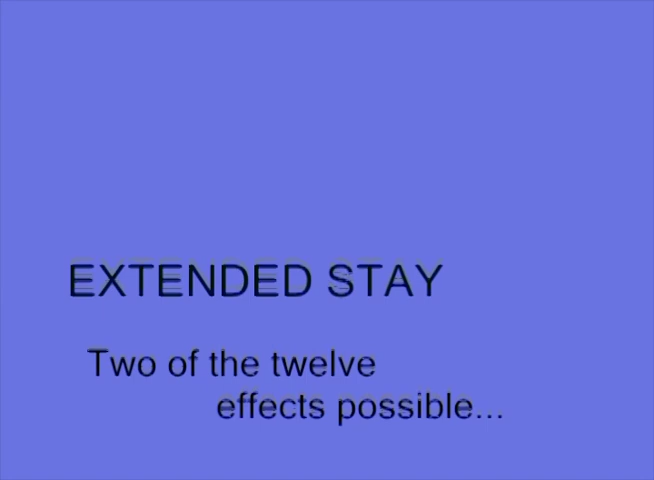 EXTENDED STAY
Two of the twelve
effects possible...